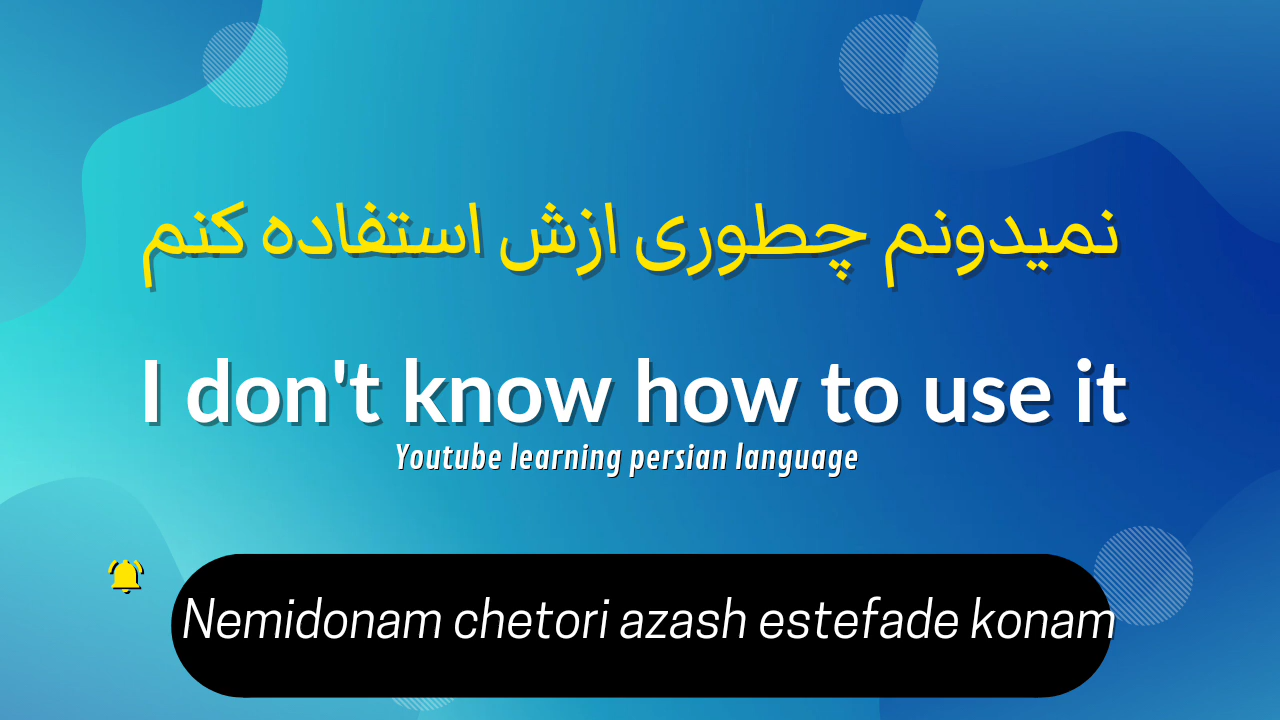 نمیدونم چطوری ازش استفاده کنم
I don't know how to use it
Youtube learning persian language
Nemidonam chetori azash estefade konam